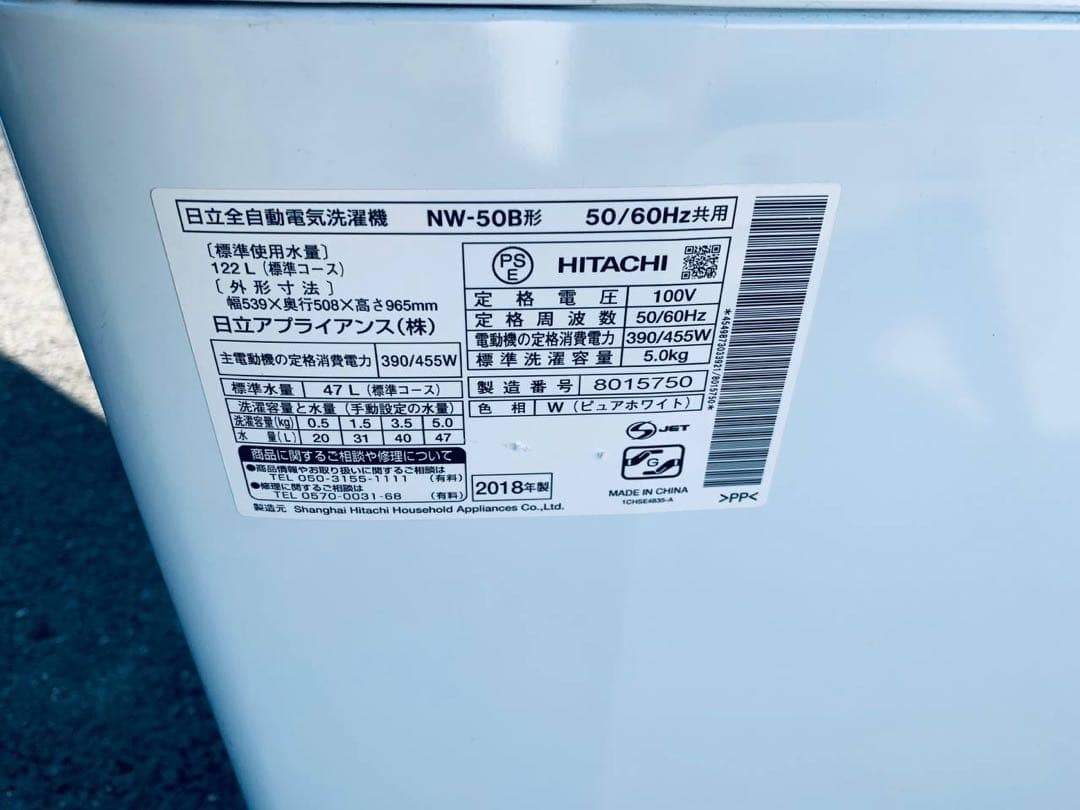 日立全自動電気洗濯機 NW-50B形 50/60Hz共用
〔標準使用水量〕
122 L (標準コース)
〔外形寸法〕
幅539×奥行508×高さ965mm
日立アプライアンス(株)
主電動機の定格消費電力 390/455W
標準水量 47 L (標準コース)
洗濯容量と水量 (手動設定の水量)
洗濯容量(kg) 0.5 1.5 3.5 5.0
水量(L) 20 31 40 47
商品に関するご相談や修理について
●商品情報やお取り扱いに関するご相談は
TEL 050-3155-1111 (有料)
●修理に関するご相談は
TEL 0570-0031-68 (有料)
製造元 Shanghai Hitachi Household Appliances Co.,Ltd.
PS
E
HITACHI
定格電圧 100V
定格周波数 50/60Hz
電動機の定格消費電力 390/455W
標準洗濯容量 5.0kg
製造番号 8015750
色相 W (ピュアホワイト)
S JET
G
2018年製
MADE IN CHINA
1CHSE4835-A
>PP<
*4549873033921/8015750*